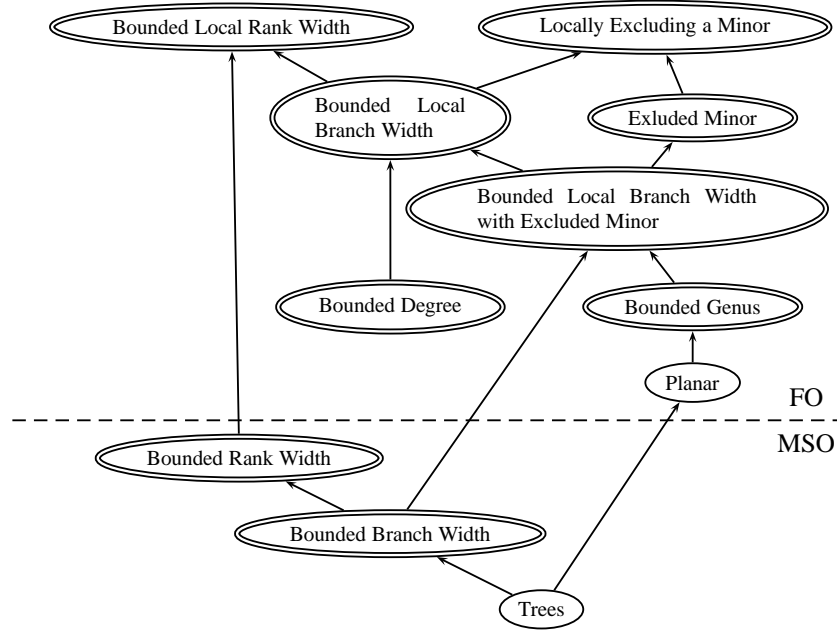 Bounded Local Rank Width
Locally Excluding a Minor
Bounded Local
Branch Width
Exluded Minor
Bounded Local Branch Width
with Excluded Minor
Bounded Degree
Bounded Genus
Planar
FO
MSO
Bounded Rank Width
Bounded Branch Width
Trees